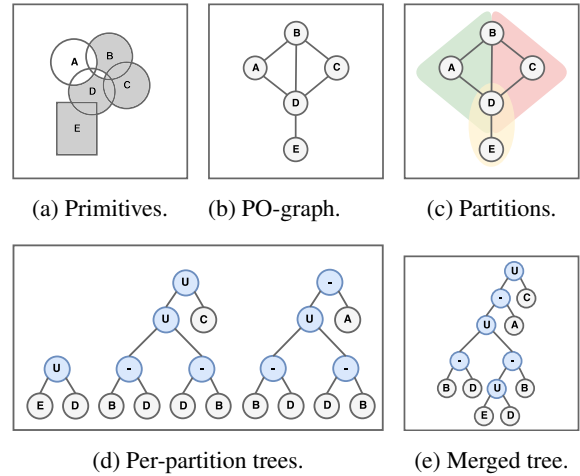 B
A
D
C
E
B
A
C
D
E
B
A
C
D
E
(a) Primitives. (b) PO-graph. (c) Partitions.
U -
U C U A
U - - - -
E D B D D B B D D B
U
- C
U A
- -
B D U B
E D
(d) Per-partition trees. (e) Merged tree.